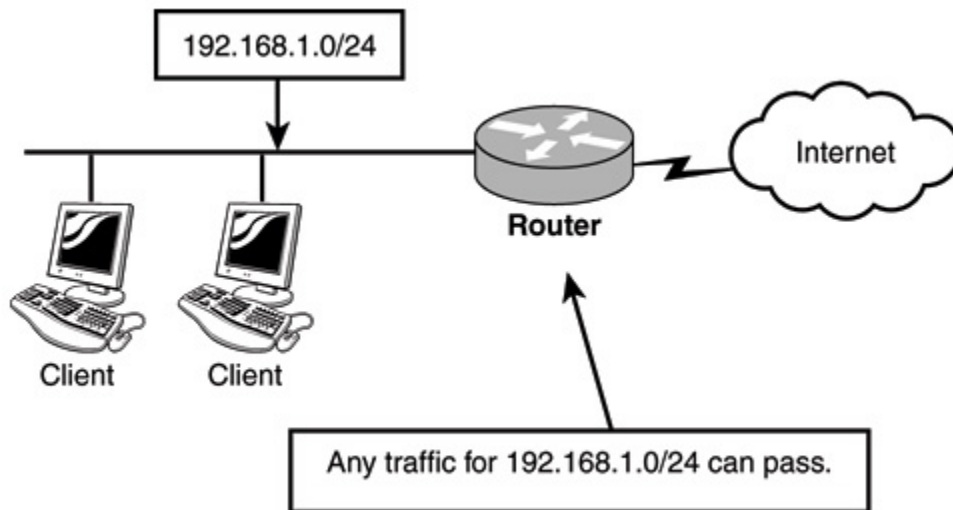 192.168.1.0/24
Internet
Router
Client
Client
Any traffic for 192.168.1.0/24 can pass.